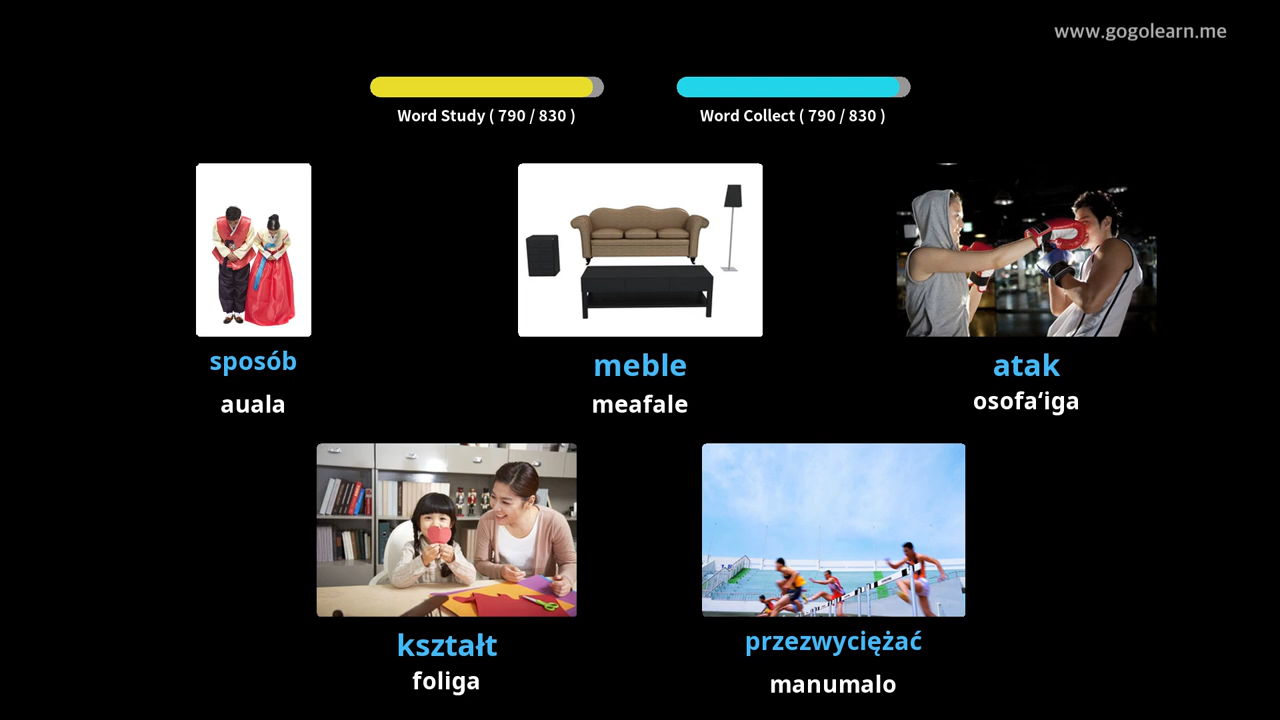 www.gogolearn.me
Word Study ( 790 / 830 )
Word Collect ( 790 / 830 )
sposób
meble
atak
auala
meafale
osofa‘iga
kształt
przezwyciężać
foliga
manumalo